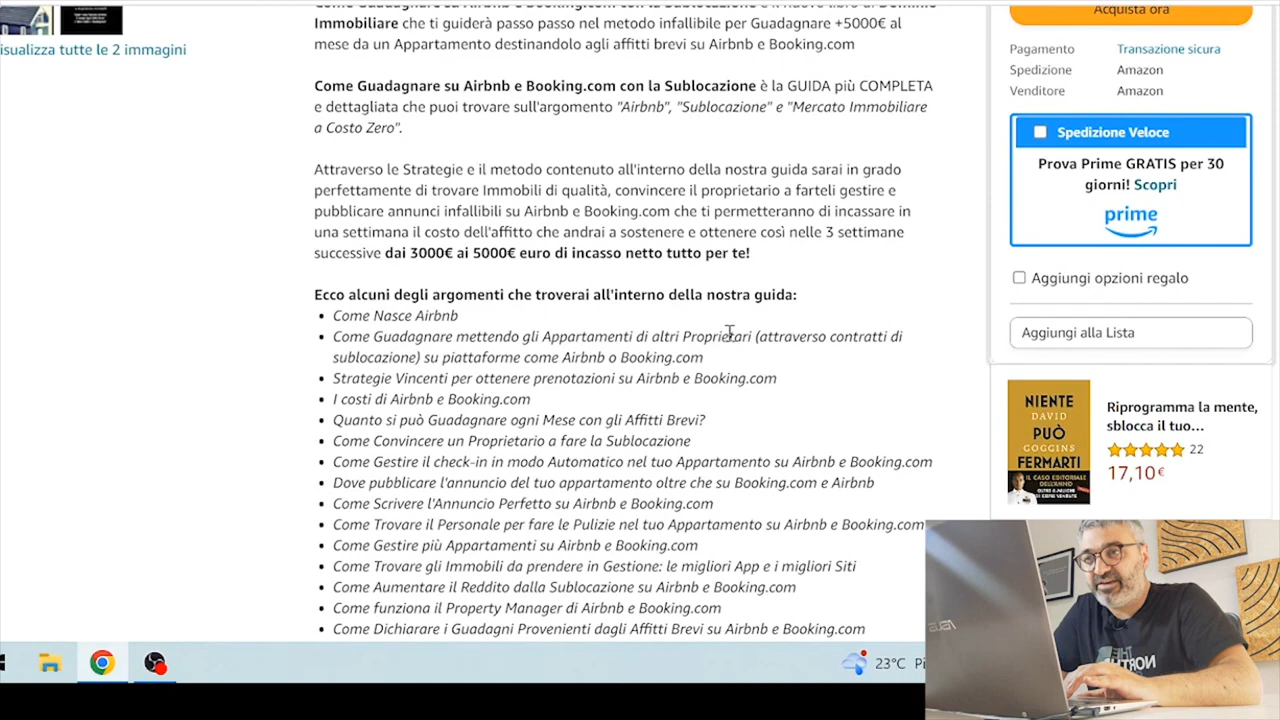 isualizza tutte le 2 immagini
Immobiliare che ti guiderà passo passo nel metodo infallibile per Guadagnare +5000€ al
mese da un Appartamento destinandolo agli affitti brevi su Airbnb e Booking.com
Come Guadagnare su Airbnb e Booking.com con la Sublocazione è la GUIDA più COMPLETA
e dettagliata che puoi trovare sull'argomento "Airbnb", "Sublocazione" e "Mercato Immobiliare
a Costo Zero".
Attraverso le Strategie e il metodo contenuto all'interno della nostra guida sarai in grado
perfettamente di trovare Immobili di qualità, convincere il proprietario a farteli gestire e
pubblicare annunci infallibili su Airbnb e Booking.com che ti permetteranno di incassare in
una settimana il costo dell'affitto che andrai a sostenere e ottenere così nelle 3 settimane
successive dai 3000€ ai 5000€ euro di incasso netto tutto per te!
Ecco alcuni degli argomenti che troverai all'interno della nostra guida:
• Come Nasce Airbnb
• Come Guadagnare mettendo gli Appartamenti di altri Proprietari (attraverso contratti di
sublocazione) su piattaforme come Airbnb o Booking.com
• Strategie Vincenti per ottenere prenotazioni su Airbnb e Booking.com
• I costi di Airbnb e Booking.com
• Quanto si può Guadagnare ogni Mese con gli Affitti Brevi?
• Come Convincere un Proprietario a fare la Sublocazione
• Come Gestire il check-in in modo Automatico nel tuo Appartamento su Airbnb e Booking.com
• Dove pubblicare l'annuncio del tuo appartamento oltre che su Booking.com e Airbnb
• Come Scrivere l'Annuncio Perfetto su Airbnb e Booking.com
• Come Trovare il Personale per fare le Pulizie nel tuo Appartamento su Airbnb e Booking.com
• Come Gestire più Appartamenti su Airbnb e Booking.com
• Come Trovare gli Immobili da prendere in Gestione: le migliori App e i migliori Siti
• Come Aumentare il Reddito dalla Sublocazione su Airbnb e Booking.com
• Come funziona il Property Manager di Airbnb e Booking.com
• Come Dichiarare i Guadagni Provenienti dagli Affitti Brevi su Airbnb e Booking.com
Acquista ora
Pagamento Transazione sicura
Spedizione Amazon
Venditore Amazon
Spedizione Veloce
Prova Prime GRATIS per 30
giorni! Scopri
prime
Aggiungi opzioni regalo
Aggiungi alla Lista
NIENTE
DAVID
PUÒ
GOGGINS
FERMARTI
Riprogramma la mente,
sblocca il tuo...
22
17,10€
23°C
ASUS